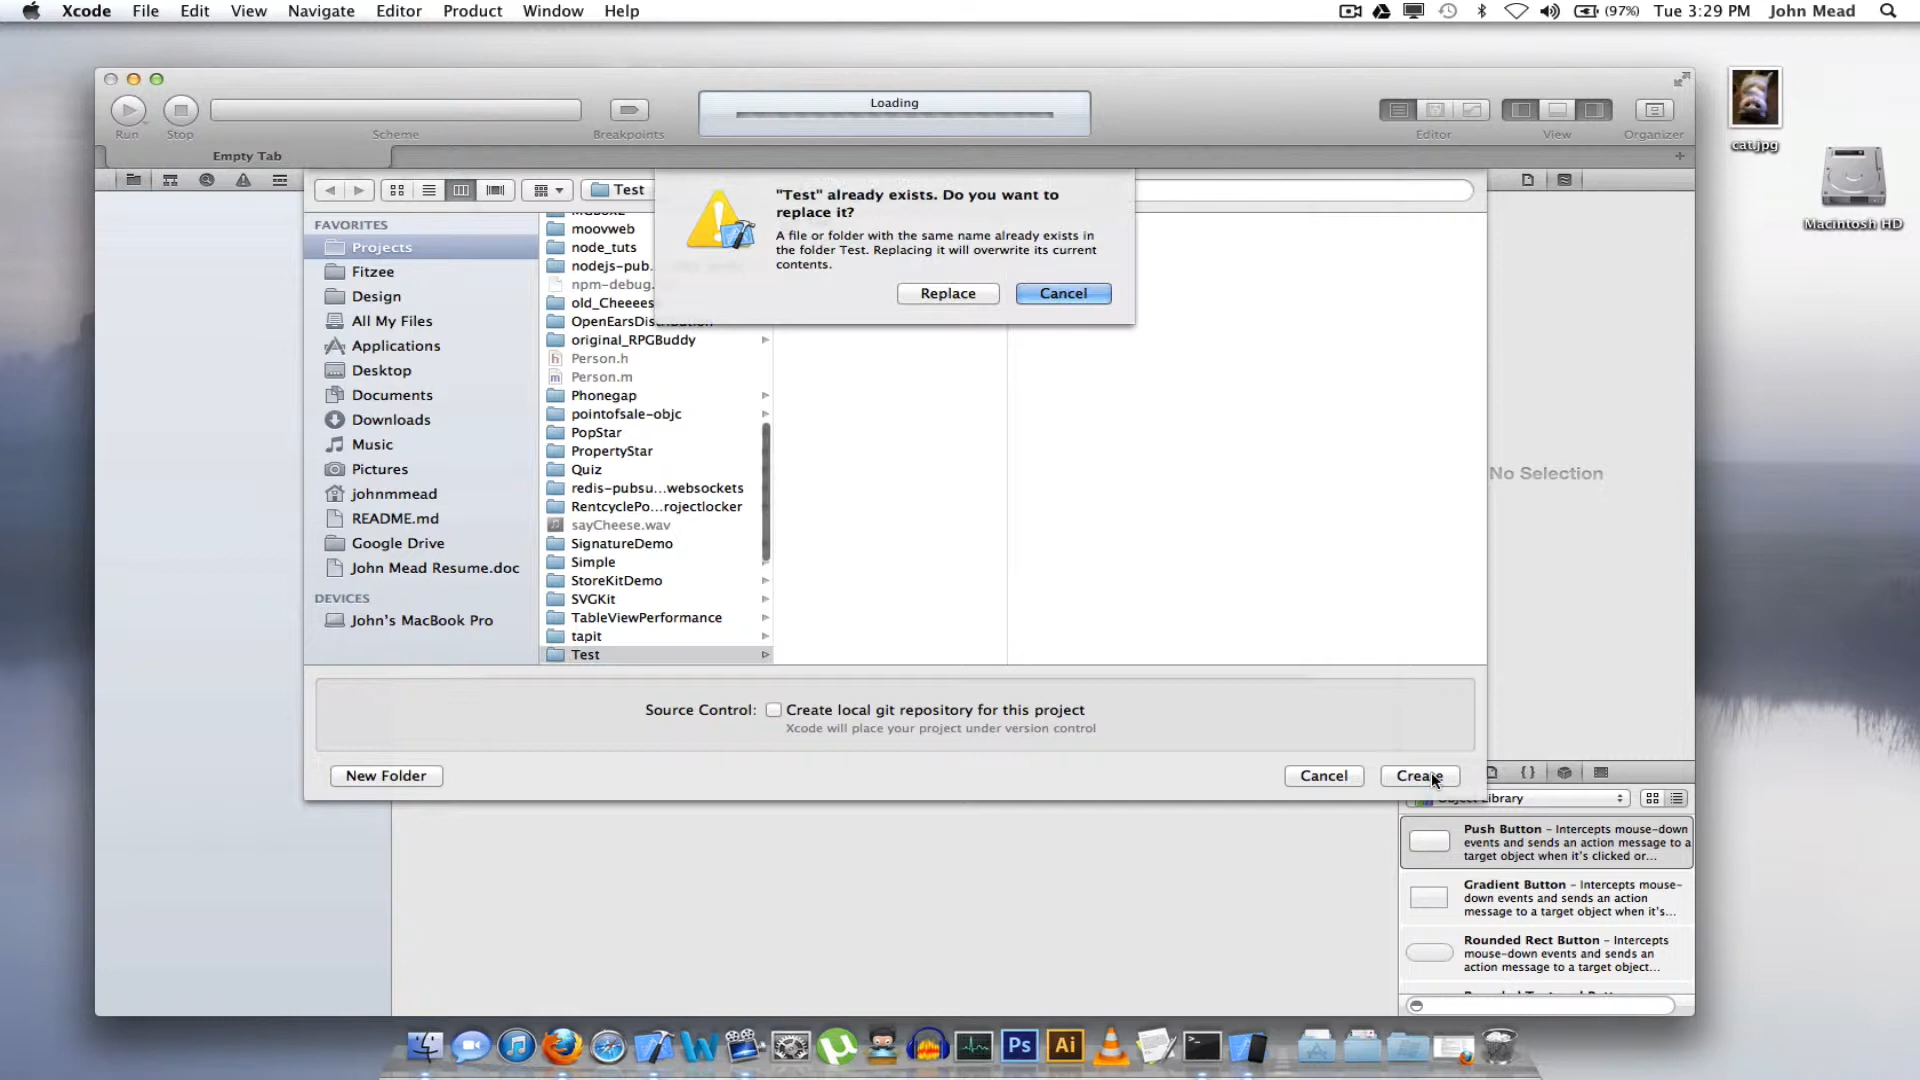 Xcode File Edit View Navigate Editor Product Window Help
(97%) Tue 3:29 PM John Mead
Loading
Run Stop Scheme Breakpoints Editor View Organizer
Empty Tab
Test
"Test" already exists. Do you want to
replace it?
A file or folder with the same name already exists in
the folder Test. Replacing it will overwrite its current
contents.
Replace Cancel
FAVORITES
Projects
Fitzee
Design
All My Files
Applications
Desktop
Documents
Downloads
Music
Pictures
johnmmead
README.md
Google Drive
John Mead Resume.doc
DEVICES
John's MacBook Pro
moovweb
node_tuts
nodejs-pub
npm-debug.
old_Cheeees
OpenEarsDistribution
original_RPGBuddy
Person.h
Person.m
Phonegap
pointofsale-objc
PopStar
PropertyStar
Quiz
redis-pubsu...websockets
RentcyclePo...rojectlocker
sayCheese.wav
SignatureDemo
Simple
StoreKitDemo
SVGKit
TableViewPerformance
tapit
Test
No Selection
Source Control: Create local git repository for this project
Xcode will place your project under version control
New Folder Cancel Create
Object Library
Push Button – Intercepts mouse-down
events and sends an action message to a
target object when it's clicked or...
Gradient Button – Intercepts mouse-
down events and sends an action
message to a target object when it's...
Rounded Rect Button – Intercepts
mouse-down events and sends an
action message to a target object...
cat.jpg
Macintosh HD
Ps Ai